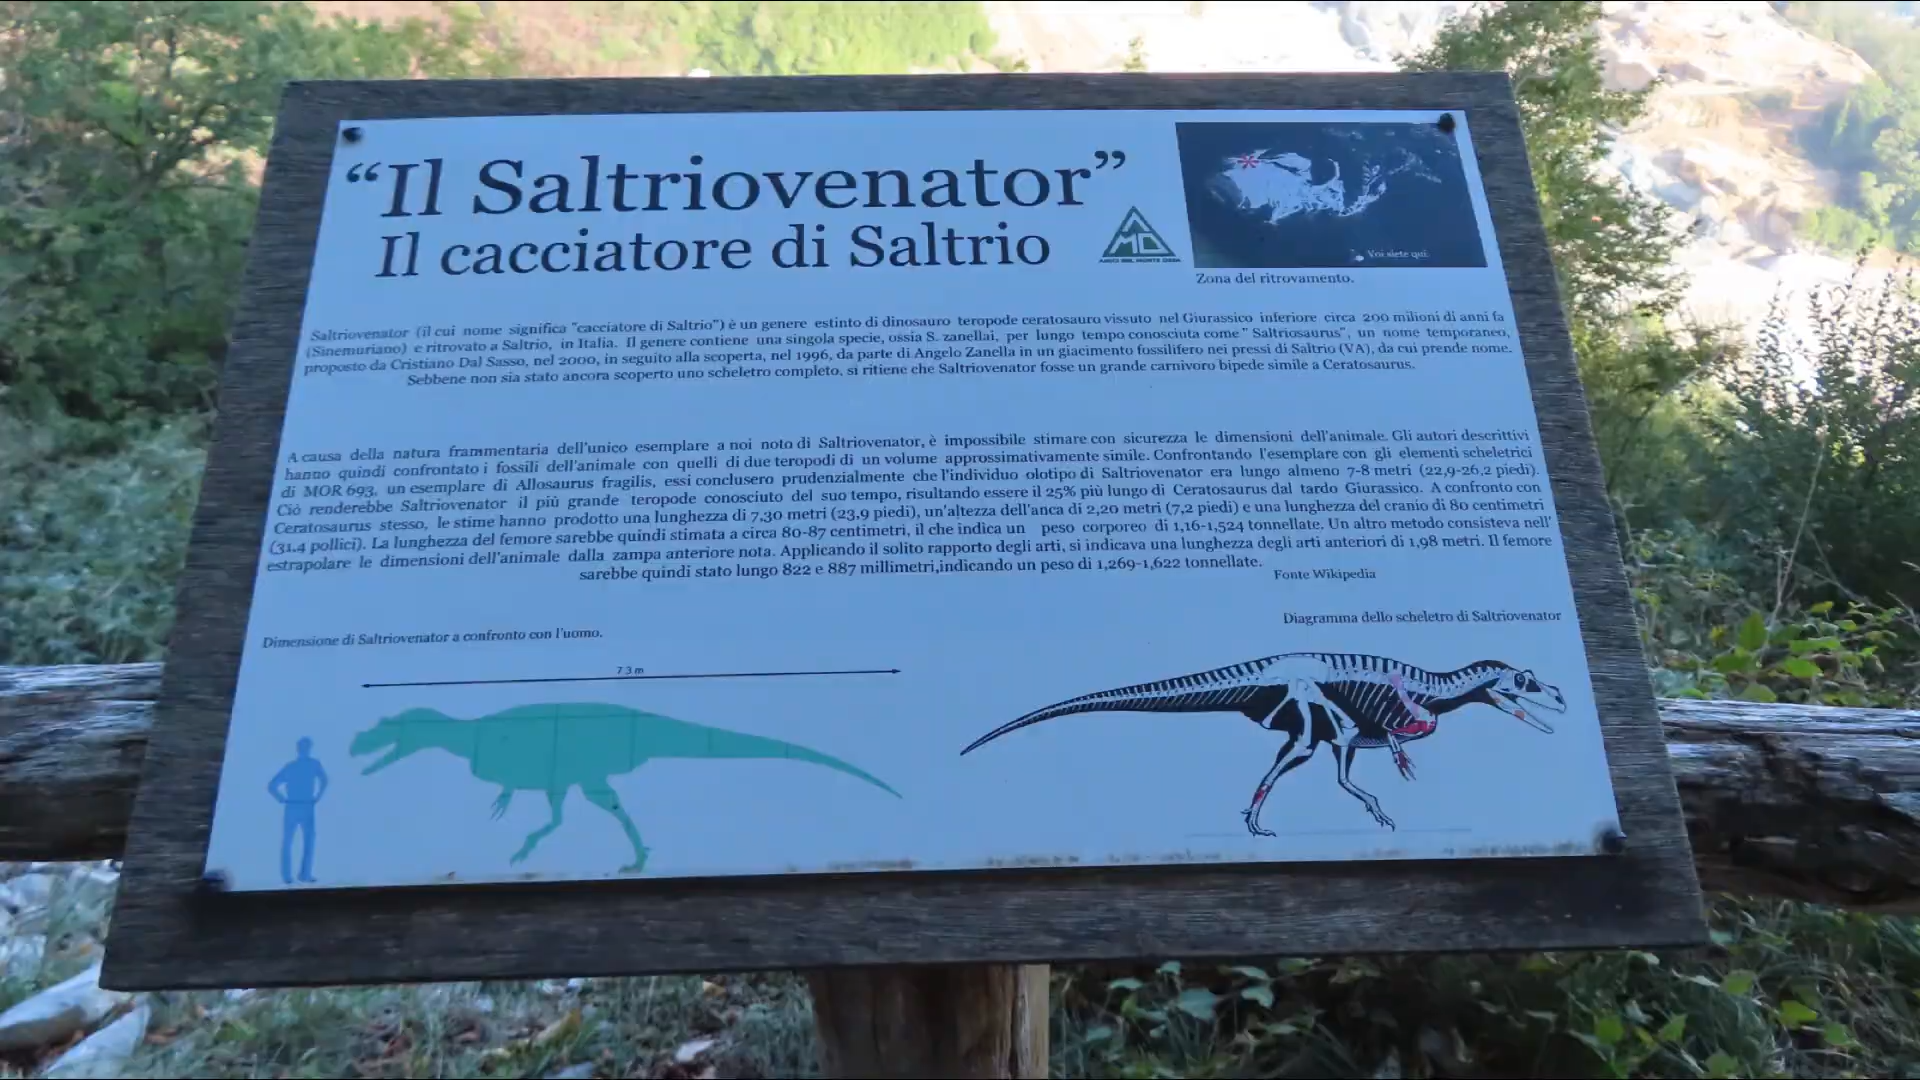 “Il Saltriovenator”
Il cacciatore di Saltrio
AMO
Voi siete qui.
Zona del ritrovamento.
Saltriovenator (il cui nome significa "cacciatore di Saltrio") è un genere estinto di dinosauro teropode ceratosauro vissuto nel Giurassico inferiore circa 200 milioni di anni fa
(Sinemuriano) e ritrovato a Saltrio, in Italia. Il genere contiene una singola specie, ossia S. zanellai, per lungo tempo conosciuta come " Saltriosaurus", un nome temporaneo,
proposto da Cristiano Dal Sasso, nel 2000, in seguito alla scoperta, nel 1996, da parte di Angelo Zanella in un giacimento fossilifero nei pressi di Saltrio (VA), da cui prende nome.
Sebbene non sia stato ancora scoperto uno scheletro completo, si ritiene che Saltriovenator fosse un grande carnivoro bipede simile a Ceratosaurus.
A causa della natura frammentaria dell'unico esemplare a noi noto di Saltriovenator, è impossibile stimare con sicurezza le dimensioni dell'animale. Gli autori descrittivi
hanno quindi confrontato i fossili dell'animale con quelli di due teropodi di un volume approssimativamente simile. Confrontando l'esemplare con gli elementi scheletrici
di MOR 693, un esemplare di Allosaurus fragilis, essi conclusero prudenzialmente che l'individuo olotipo di Saltriovenator era lungo almeno 7-8 metri (22,9-26,2 piedi).
Ciò renderebbe Saltriovenator il più grande teropode conosciuto del suo tempo, risultando essere il 25% più lungo di Ceratosaurus dal tardo Giurassico. A confronto con
Ceratosaurus stesso, le stime hanno prodotto una lunghezza di 7,30 metri (23,9 piedi), un'altezza dell'anca di 2,20 metri (7,2 piedi) e una lunghezza del cranio di 80 centimetri
(31.4 pollici). La lunghezza del femore sarebbe quindi stimata a circa 80-87 centimetri, il che indica un peso corporeo di 1,16-1,524 tonnellate. Un altro metodo consisteva nell'
estrapolare le dimensioni dell'animale dalla zampa anteriore nota. Applicando il solito rapporto degli arti, si indicava una lunghezza degli arti anteriori di 1,98 metri. Il femore
sarebbe quindi stato lungo 822 e 887 millimetri,indicando un peso di 1,269-1,622 tonnellate.
Fonte Wikipedia
Diagramma dello scheletro di Saltriovenator
Dimensione di Saltriovenator a confronto con l'uomo.
7.3 m